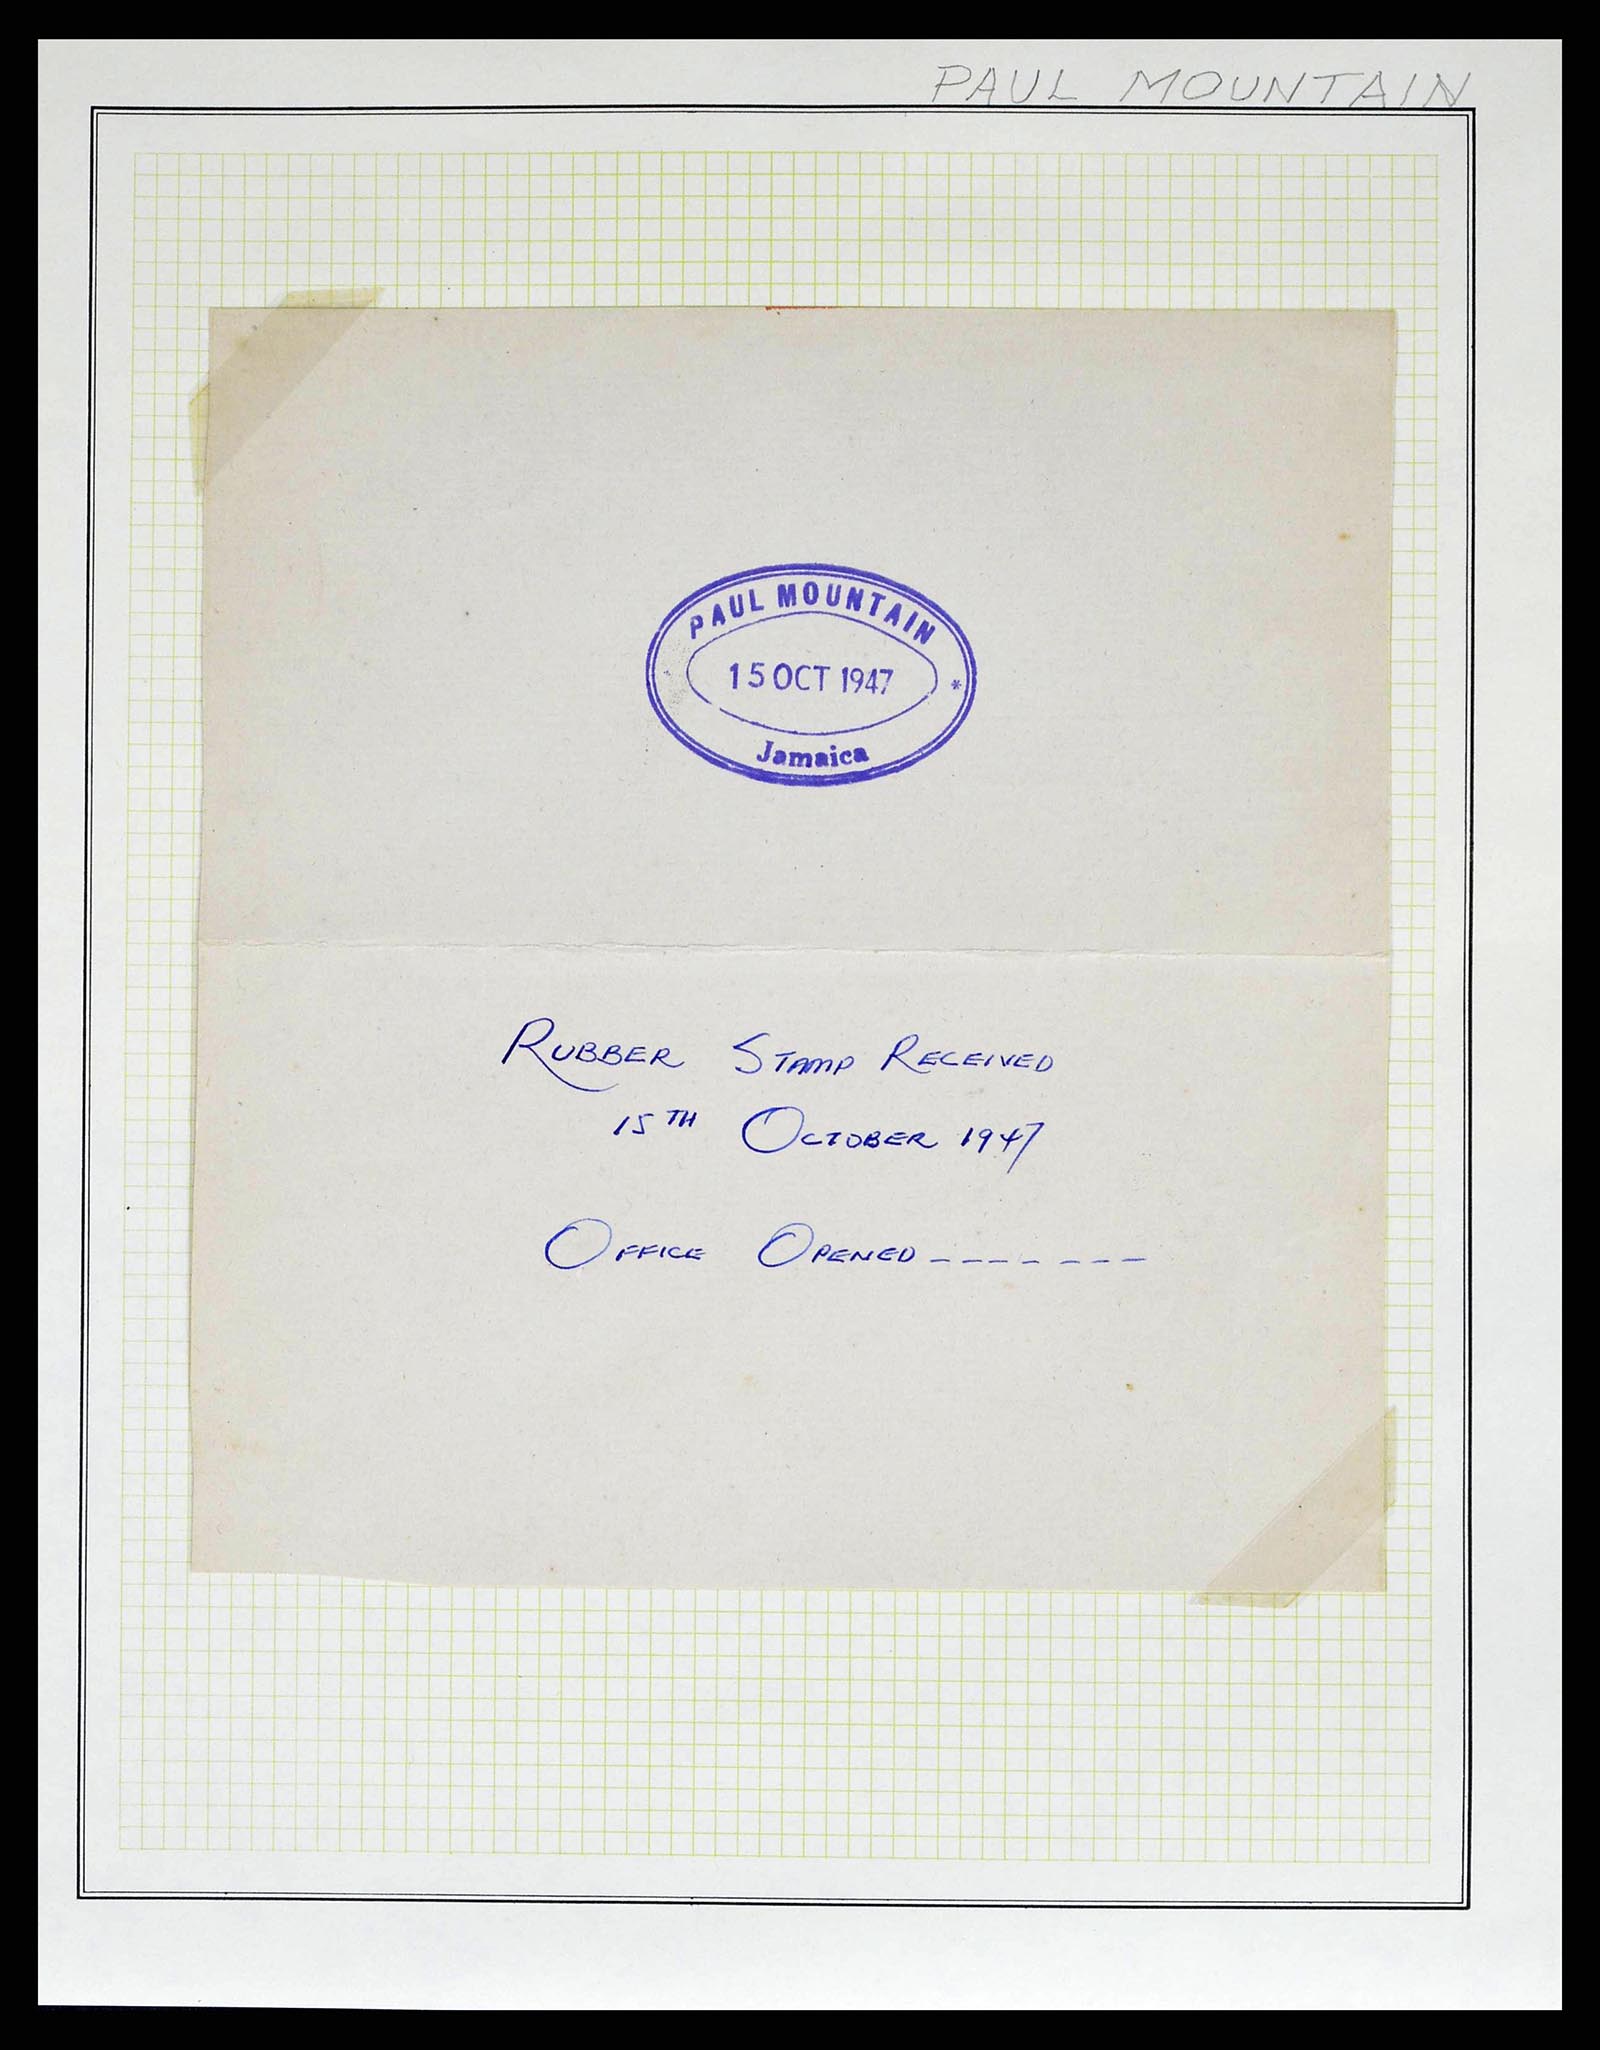 PAUL MOUNTAIN
PAUL MOUNTAIN
15 OCT 1947
*
Jamaica
RUBBER STAMP RECEIVED
15TH OCTOBER 1947
OFFICE OPENED _ _ _ _ _ _ _